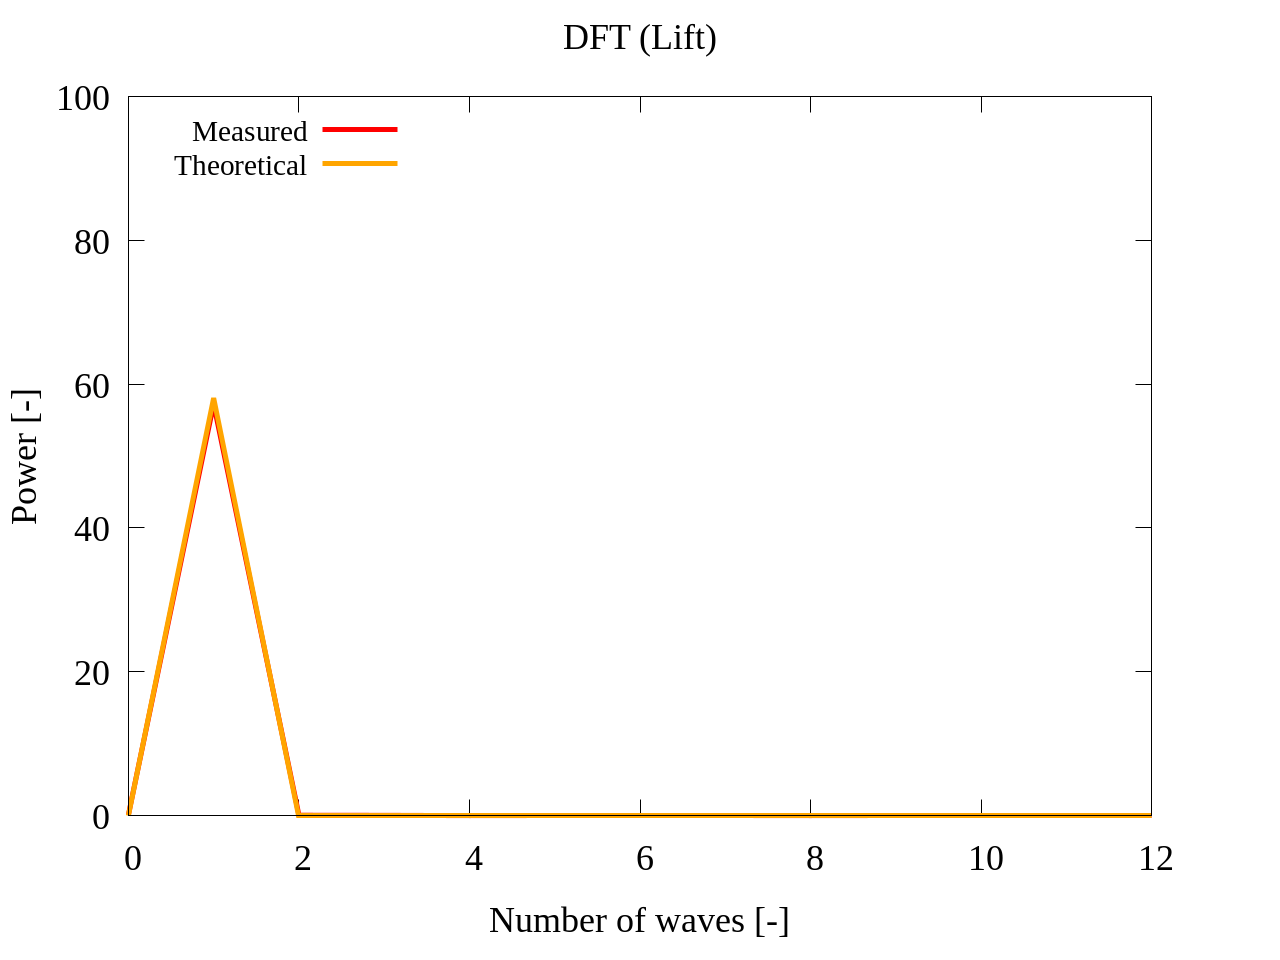 DFT (Lift)
100
Measured
Theoretical
80
60
Power [-]
40
20
0
0 2 4 6 8 10 12
Number of waves [-]